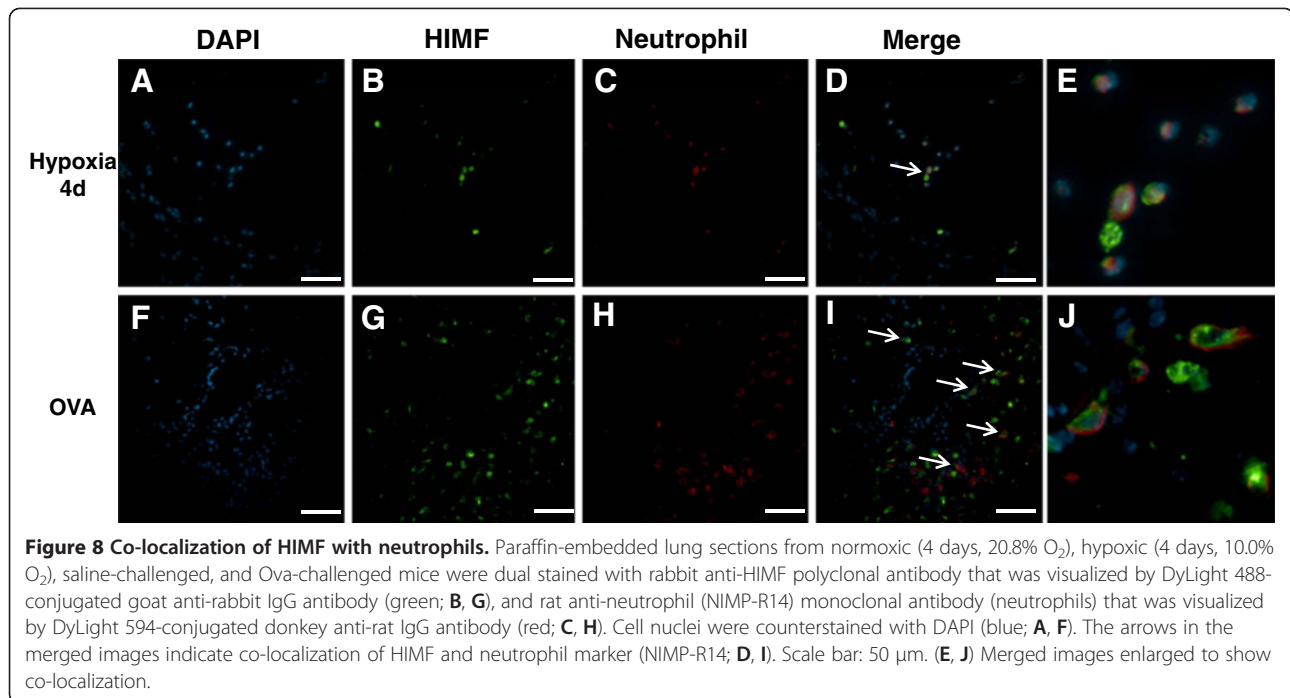 DAPI HIMF Neutrophil Merge
A B C D E
Hypoxia
4d
F G H I J
OVA
Figure 8 Co-localization of HIMF with neutrophils. Paraffin-embedded lung sections from normoxic (4 days, 20.8% O₂), hypoxic (4 days, 10.0%
O₂), saline-challenged, and Ova-challenged mice were dual stained with rabbit anti-HIMF polyclonal antibody that was visualized by DyLight 488-
conjugated goat anti-rabbit IgG antibody (green; B, G), and rat anti-neutrophil (NIMP-R14) monoclonal antibody (neutrophils) that was visualized
by DyLight 594-conjugated donkey anti-rat IgG antibody (red; C, H). Cell nuclei were counterstained with DAPI (blue; A, F). The arrows in the
merged images indicate co-localization of HIMF and neutrophil marker (NIMP-R14; D, I). Scale bar: 50 μm. (E, J) Merged images enlarged to show
co-localization.